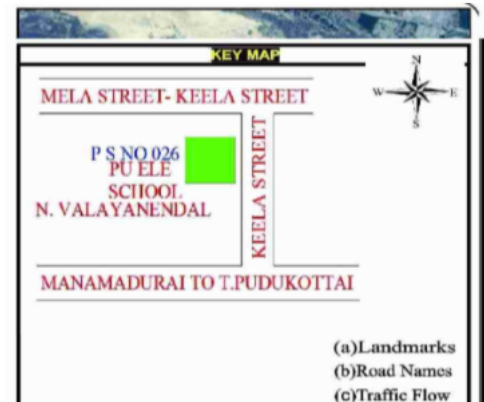 KEY MAP
N
W E
S
MELA STREET- KEELA STREET
P S NO 026
PU ELE
SCHOOL
N. VALAYANENDAL
KEELA STREET
MANAMADURAI TO T.PUDUKOTTAI
(a)Landmarks
(b)Road Names
(c)Traffic Flow